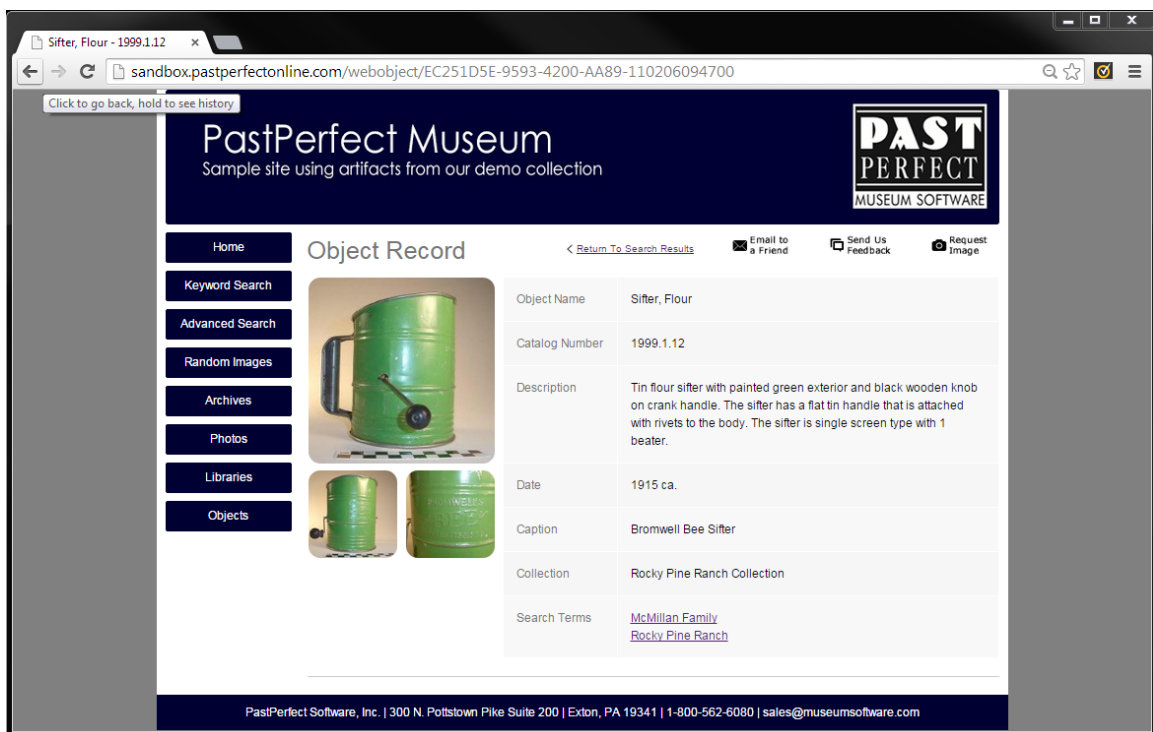 Sifter, Flour - 1999.1.12
sandbox.pastperfectonline.com/webobject/EC251D5E-9593-4200-AA89-110206094700
Click to go back, hold to see history
PastPerfect Museum
Sample site using artifacts from our demo collection
PAST
PERFECT
MUSEUM SOFTWARE
Home
Keyword Search
Advanced Search
Random Images
Archives
Photos
Libraries
Objects
Object Record
< Return To Search Results
Email to
a Friend
Send Us
Feedback
Request
Image
Object Name
Sifter, Flour
Catalog Number
1999.1.12
Description
Tin flour sifter with painted green exterior and black wooden knob
on crank handle. The sifter has a flat tin handle that is attached
with rivets to the body. The sifter is single screen type with 1
beater.
Date
1915 ca.
Caption
Bromwell Bee Sifter
Collection
Rocky Pine Ranch Collection
Search Terms
McMillan Family
Rocky Pine Ranch
PastPerfect Software, Inc. | 300 N. Pottstown Pike Suite 200 | Exton, PA 19341 | 1-800-562-6080 | sales@museumsoftware.com